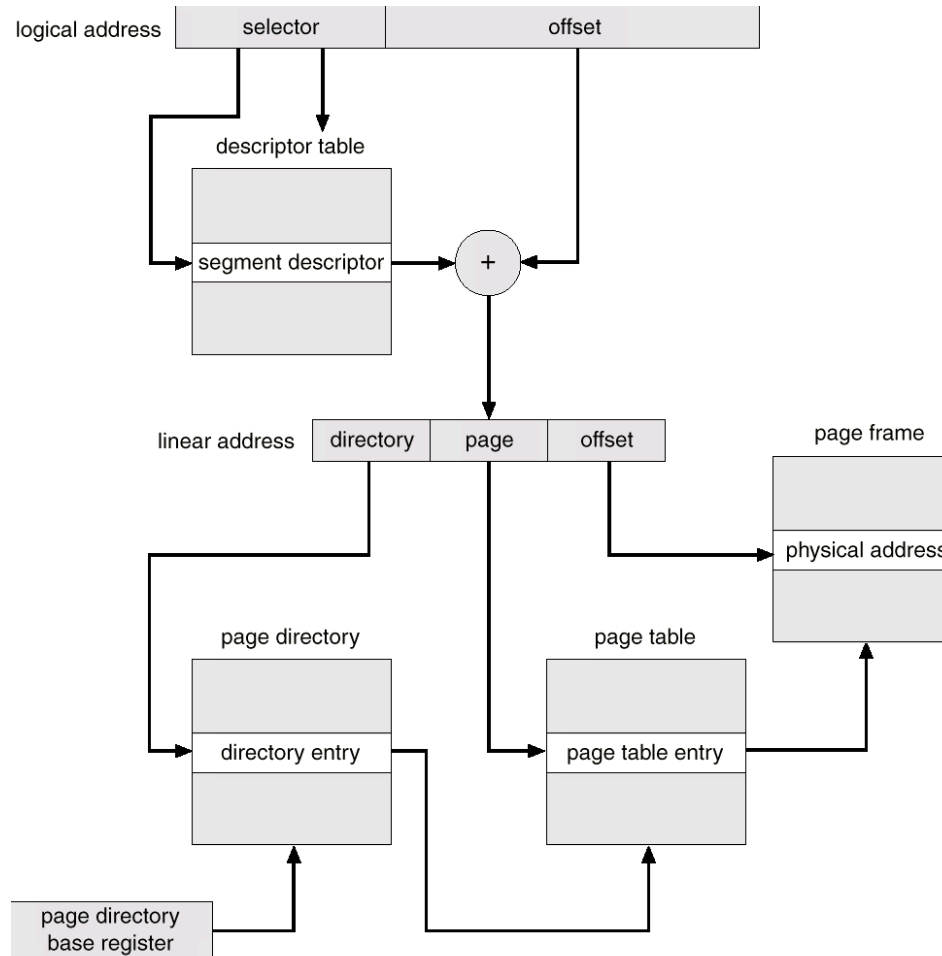 logical address
selector
offset
descriptor table
segment descriptor
+
linear address
directory
page
offset
page frame
physical address
page directory
page table
directory entry
page table entry
page directory
base register